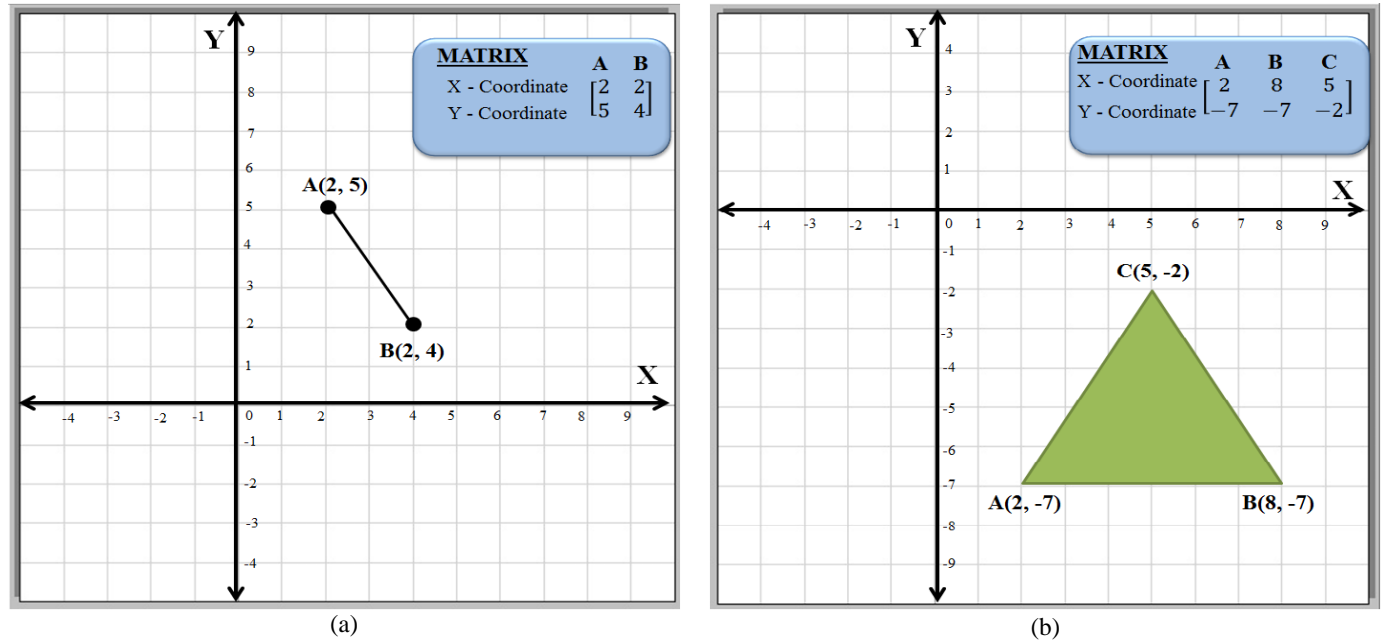 Y
MATRIX
A B
X - Coordinate [2 2]
Y - Coordinate [5 4]
9
8
7
6
5
4
3
2
1
A(2, 5)
B(2, 4)
X
-4 -3 -2 -1 0 1 2 3 4 6 7 8 9
-1
-2
-3
-4
(a)
Y
MATRIX
A B C
X - Coordinate [2 8 5]
Y - Coordinate [-7 -7 -2]
4
3
2
1
X
-4 -3 -2 -1 0 1 2 3 4 5 6 7 8 9
-1
C(5, -2)
-2
-3
-4
-5
-6
-7
A(2, -7) B(8, -7)
-8
-9
(b)